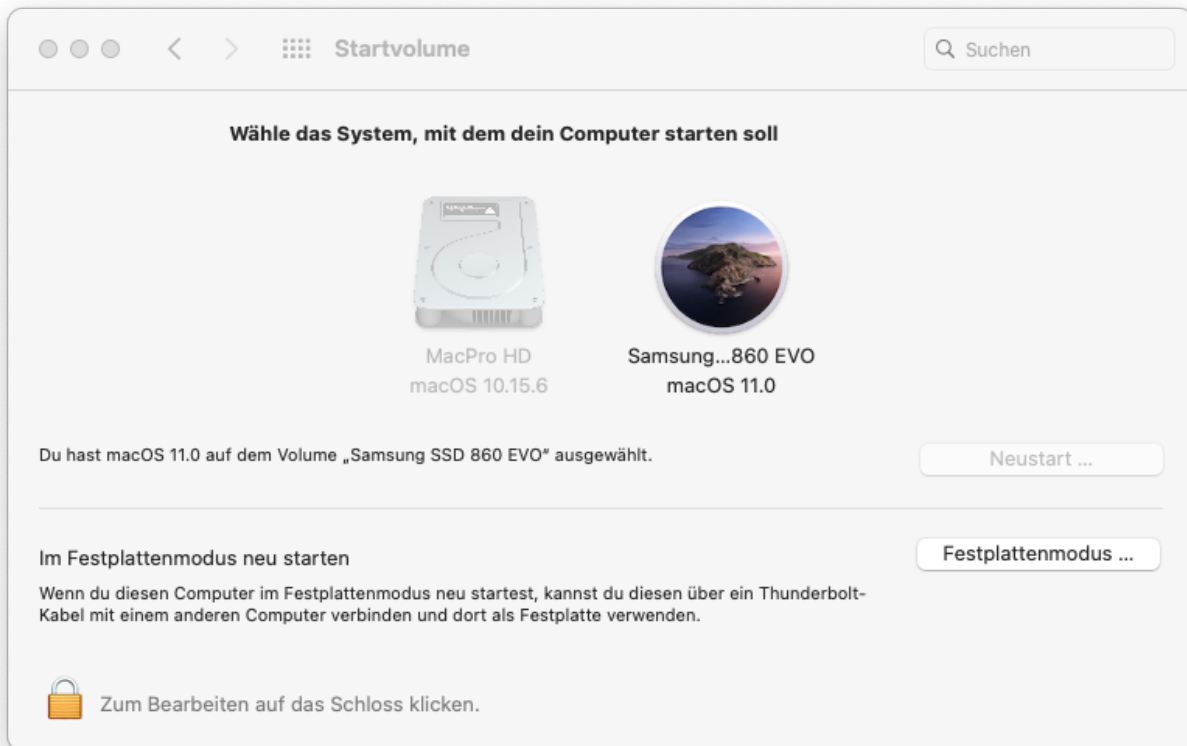 Startvolume
Suchen
Wähle das System, mit dem dein Computer starten soll
MacPro HD
macOS 10.15.6
Samsung...860 EVO
macOS 11.0
Du hast macOS 11.0 auf dem Volume „Samsung SSD 860 EVO“ ausgewählt.
Neustart ...
Im Festplattenmodus neu starten
Festplattenmodus ...
Wenn du diesen Computer im Festplattenmodus neu startest, kannst du diesen über ein Thunderbolt-
Kabel mit einem anderen Computer verbinden und dort als Festplatte verwenden.
Zum Bearbeiten auf das Schloss klicken.